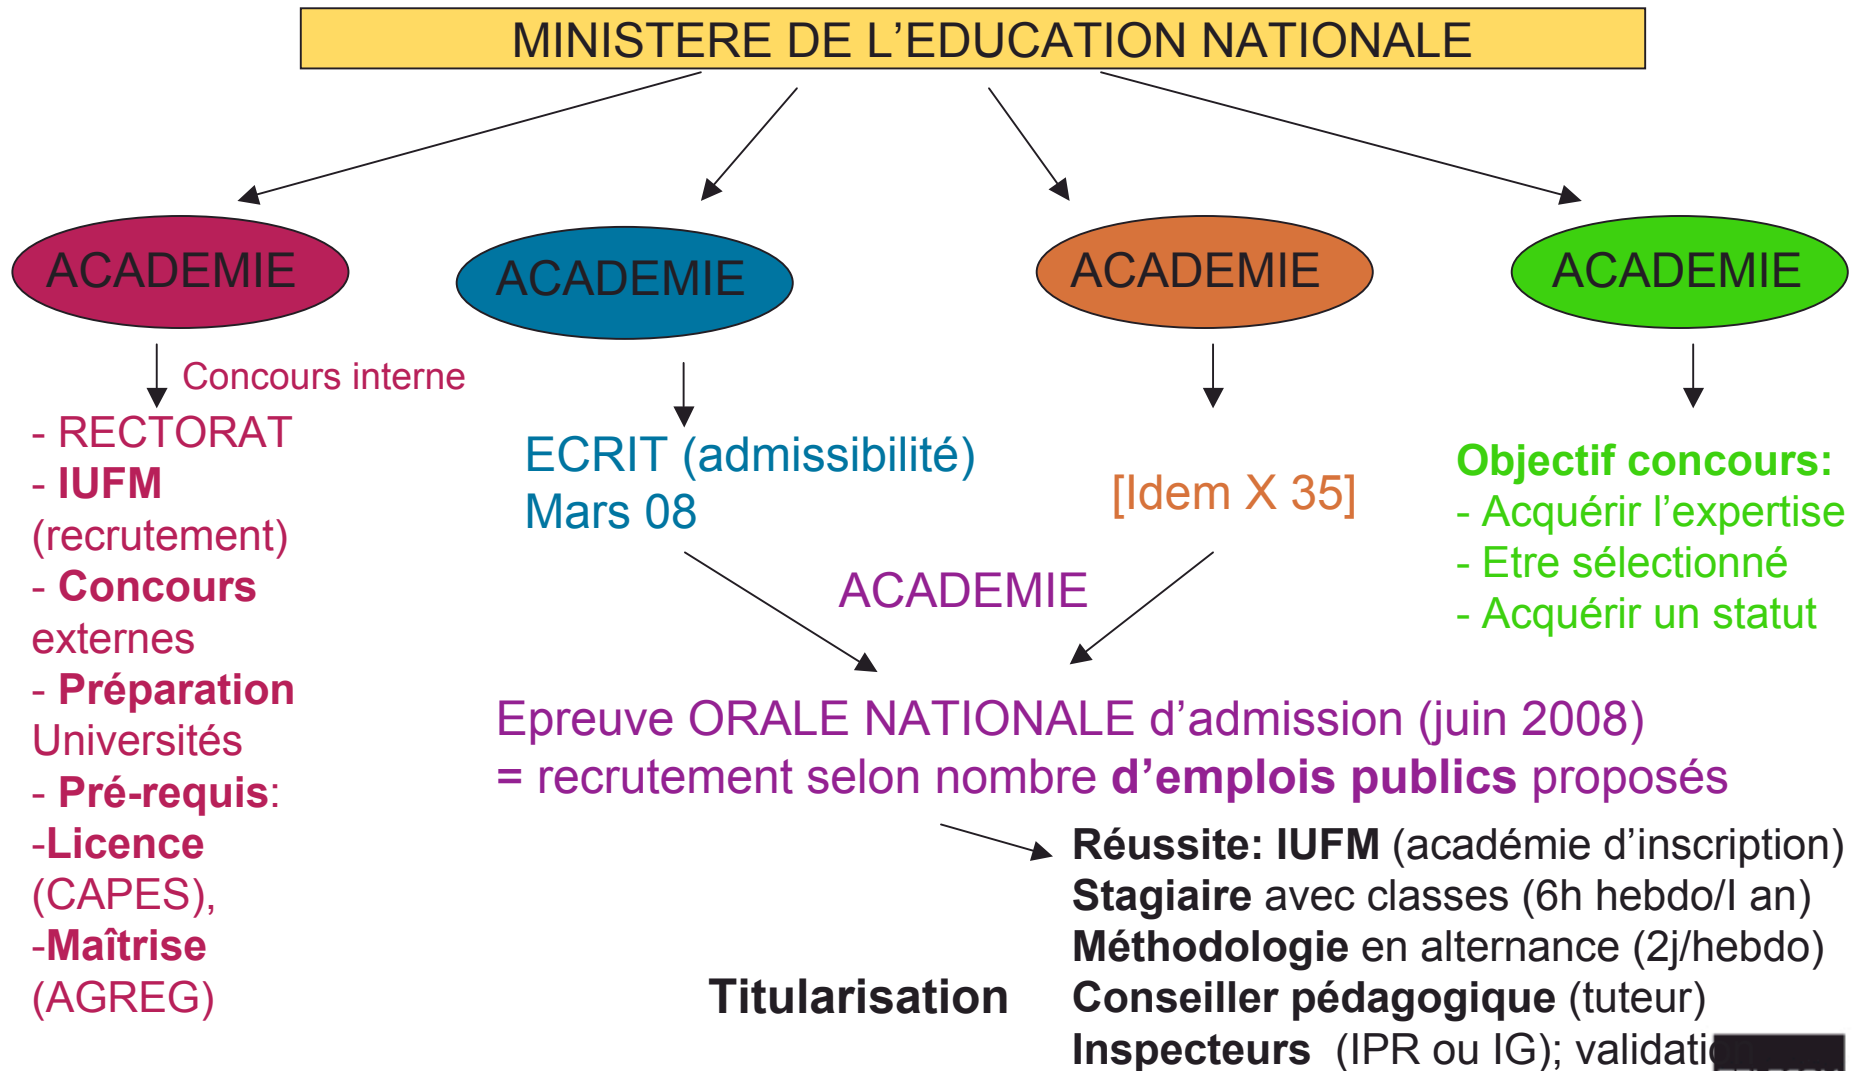 MINISTERE DE L'EDUCATION NATIONALE
ACADEMIE
ACADEMIE
ACADEMIE
ACADEMIE
Concours interne
- RECTORAT
- IUFM
(recrutement)
- Concours
externes
- Préparation
Universités
- Pré-requis:
-Licence
(CAPES),
-Maîtrise
(AGREG)
ECRIT (admissibilité)
Mars 08
[Idem X 35]
Objectif concours:
- Acquérir l'expertise
- Etre sélectionné
- Acquérir un statut
ACADEMIE
Epreuve ORALE NATIONALE d'admission (juin 2008)
= recrutement selon nombre d'emplois publics proposés
Réussite: IUFM (académie d'inscription)
Stagiaire avec classes (6h hebdo/I an)
Méthodologie en alternance (2j/hebdo)
Titularisation
Conseiller pédagogique (tuteur)
Inspecteurs (IPR ou IG); validation